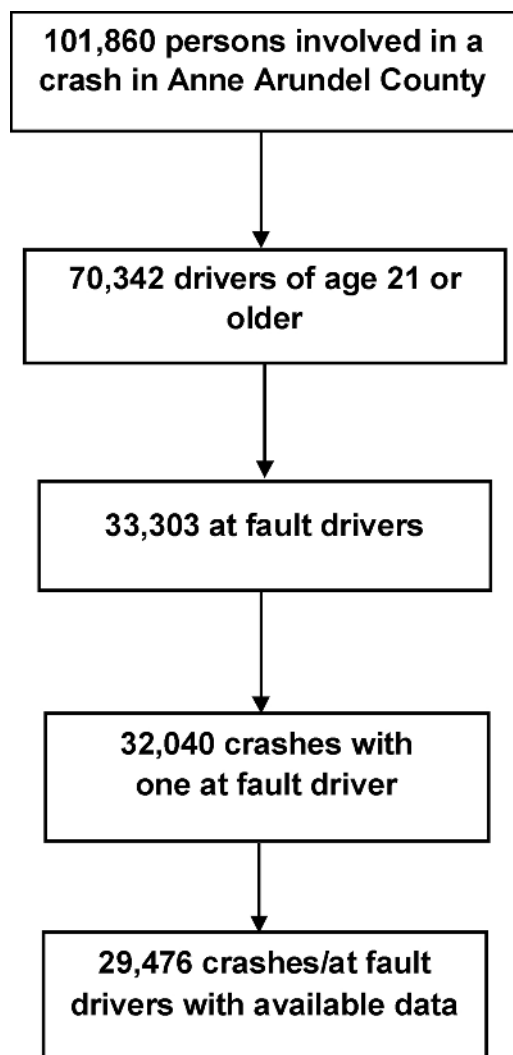 101,860 persons involved in a
crash in Anne Arundel County
70,342 drivers of age 21 or
older
33,303 at fault drivers
32,040 crashes with
one at fault driver
29,476 crashes/at fault
drivers with available data